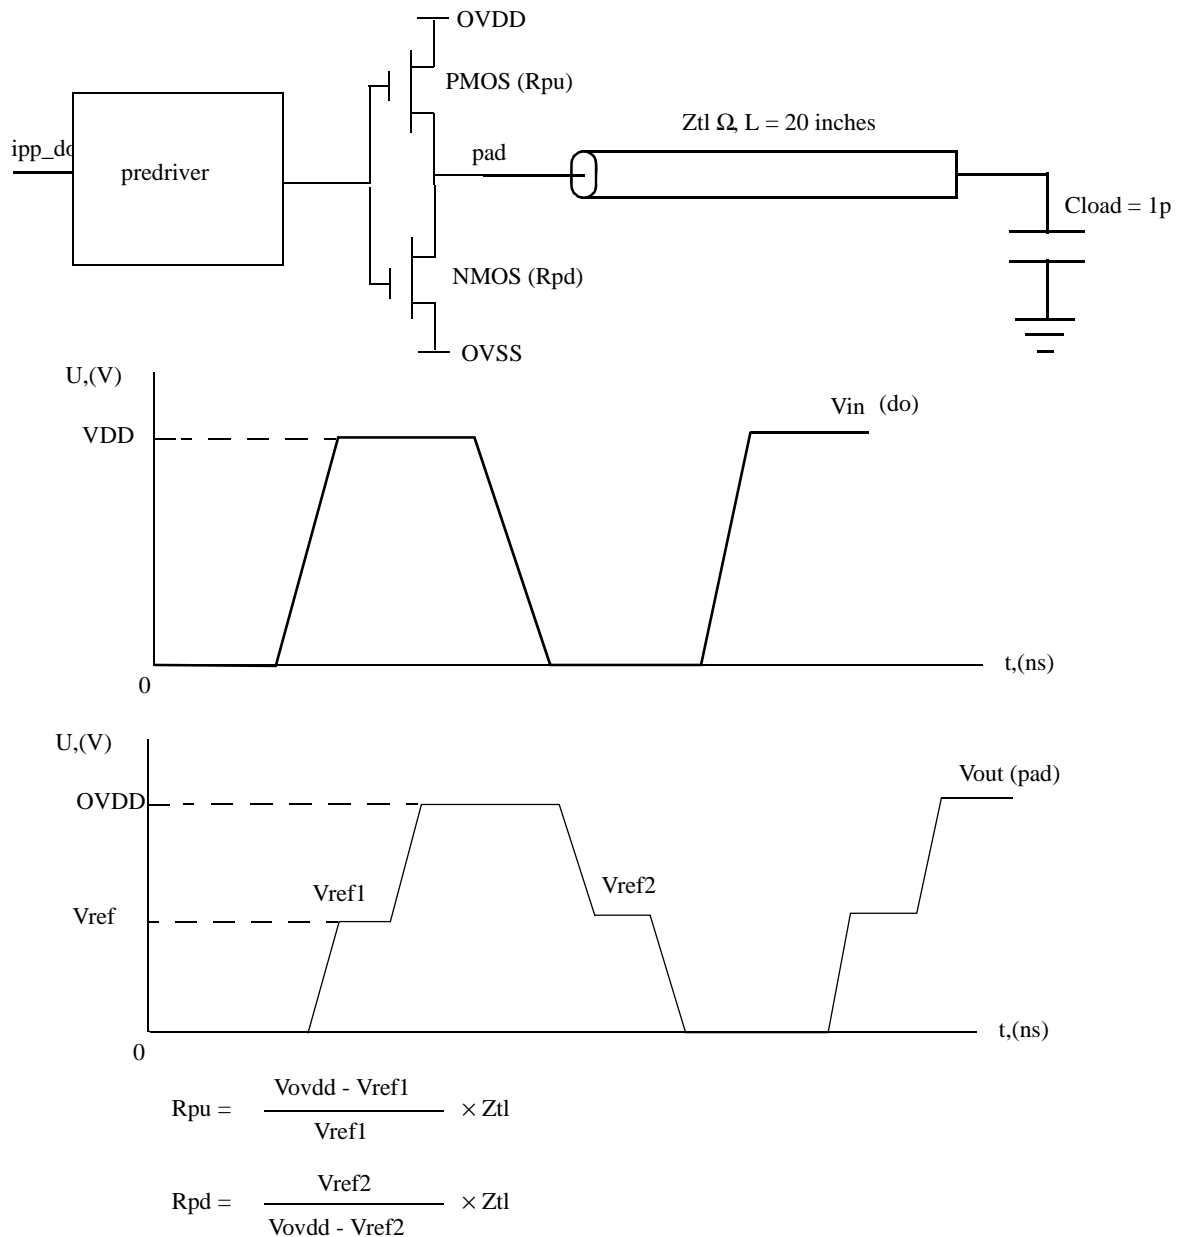 OVDD
PMOS (Rpu)
Ztl Ω, L = 20 inches
ipp_do
predriver
pad
Cload = 1p
NMOS (Rpd)
OVSS
U,(V)
VDD
Vin (do)
t,(ns)
0
U,(V)
OVDD
Vout (pad)
Vref1
Vref2
Vref
t,(ns)
0
Vovdd - Vref1
Rpu = × Ztl
Vref1
Vref2
Rpd = × Ztl
Vovdd - Vref2